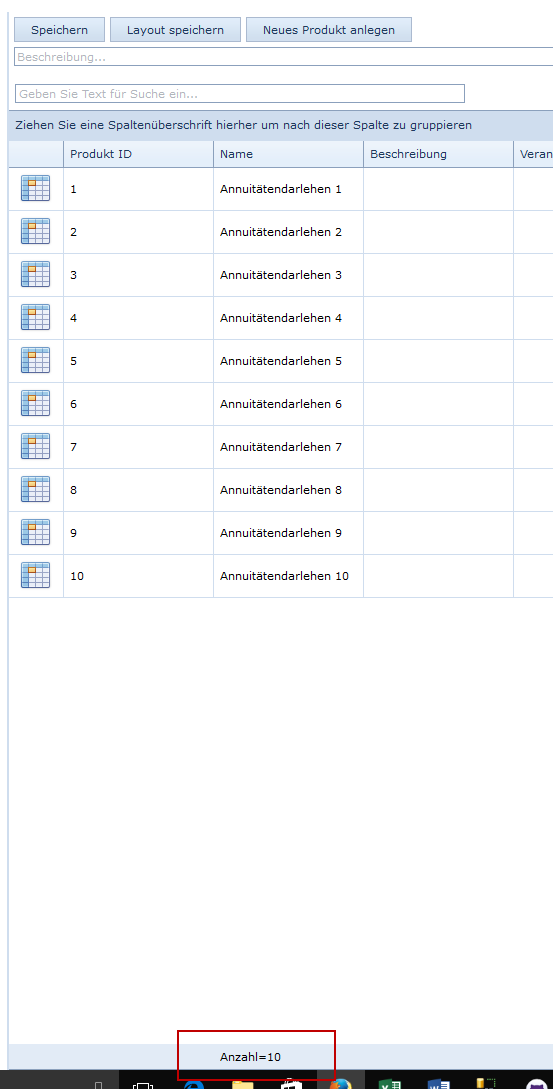 Speichern Layout speichern Neues Produkt anlegen
Beschreibung...
Geben Sie Text für Suche ein...
Ziehen Sie eine Spaltenüberschrift hierher um nach dieser Spalte zu gruppieren
Produkt ID Name Beschreibung Veran
1 Annuitätendarlehen 1
2 Annuitätendarlehen 2
3 Annuitätendarlehen 3
4 Annuitätendarlehen 4
5 Annuitätendarlehen 5
6 Annuitätendarlehen 6
7 Annuitätendarlehen 7
8 Annuitätendarlehen 8
9 Annuitätendarlehen 9
10 Annuitätendarlehen 10
Anzahl=10